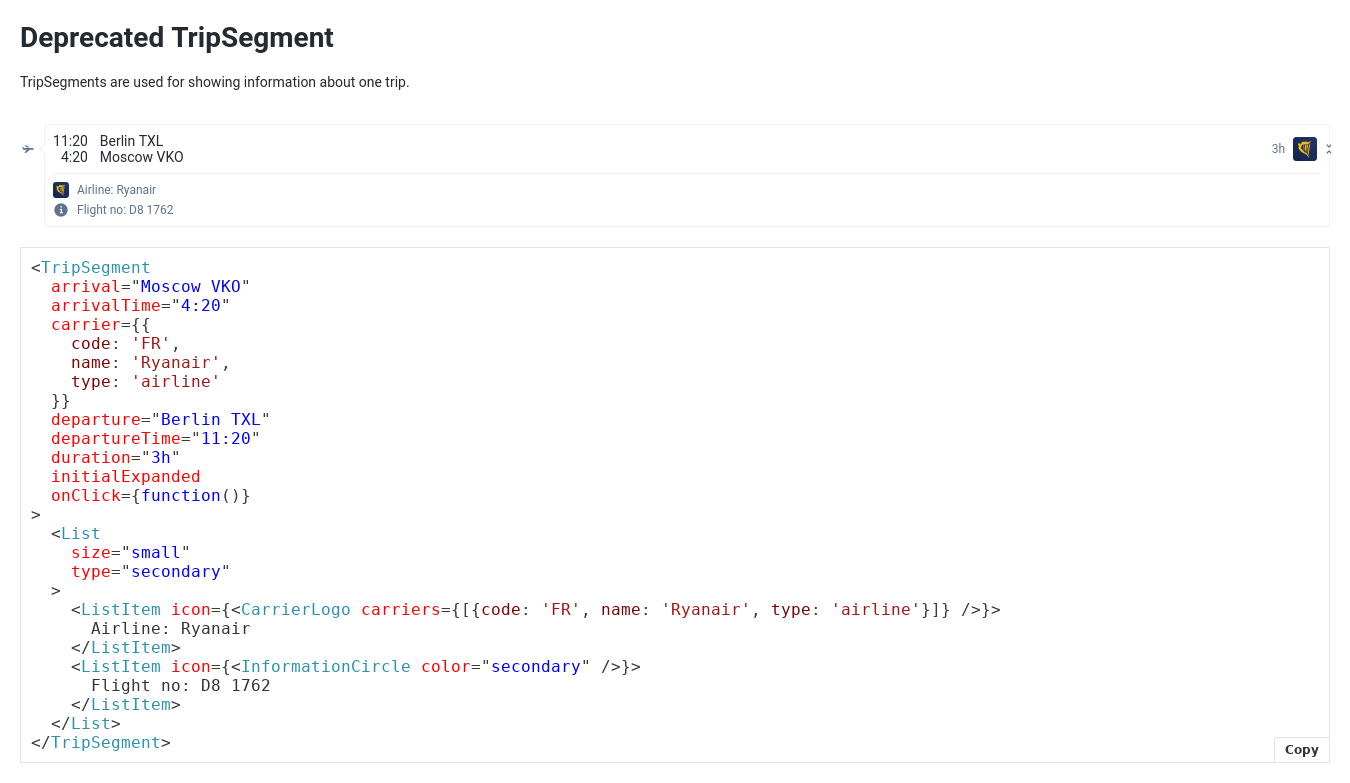 Deprecated TripSegment
TripSegments are used for showing information about one trip.
11:20 Berlin TXL
4:20 Moscow VKO
3h
Airline: Ryanair
Flight no: D8 1762
<TripSegment
  arrival="Moscow VKO"
  arrivalTime="4:20"
  carrier={{
    code: 'FR',
    name: 'Ryanair',
    type: 'airline'
  }}
  departure="Berlin TXL"
  departureTime="11:20"
  duration="3h"
  initialExpanded
  onClick={function()}
>
  <List
    size="small"
    type="secondary"
  >
    <ListItem icon={<CarrierLogo carriers={[{code: 'FR', name: 'Ryanair', type: 'airline'}]} />}>
      Airline: Ryanair
    </ListItem>
    <ListItem icon={<InformationCircle color="secondary" />}>
      Flight no: D8 1762
    </ListItem>
  </List>
</TripSegment>
Copy